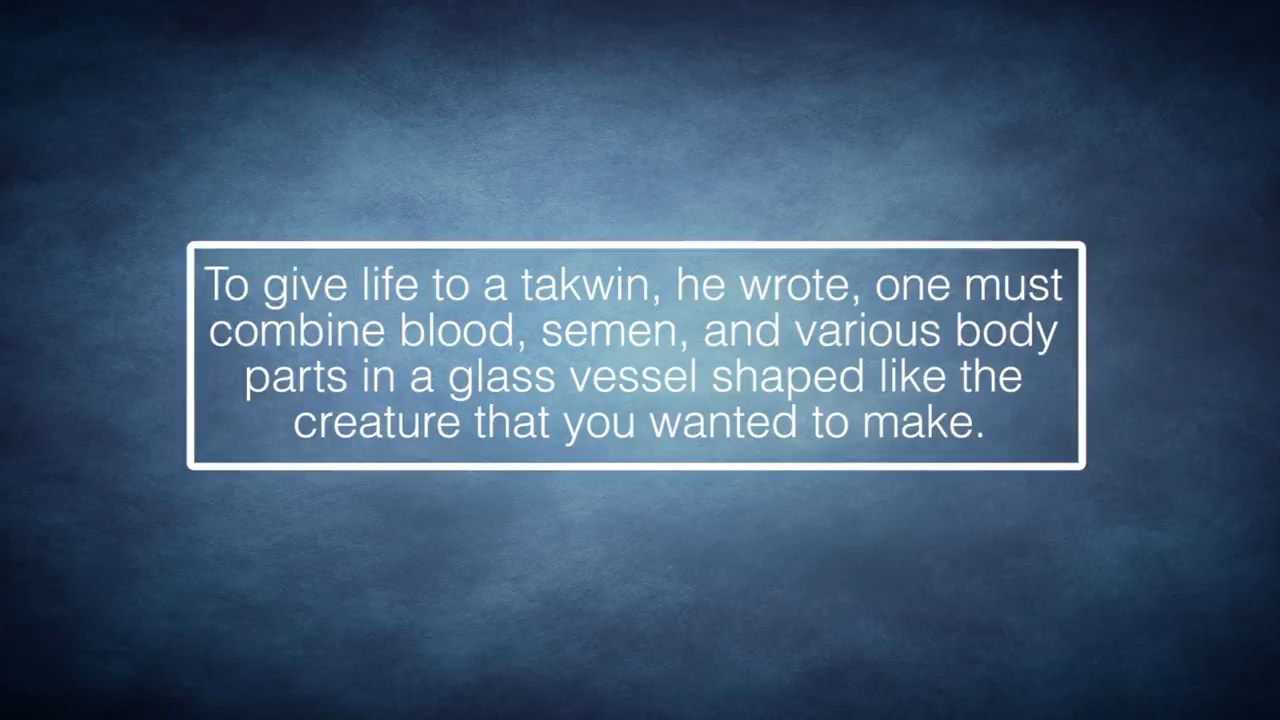 To give life to a takwin, he wrote, one must
combine blood, semen, and various body
parts in a glass vessel shaped like the
creature that you wanted to make.